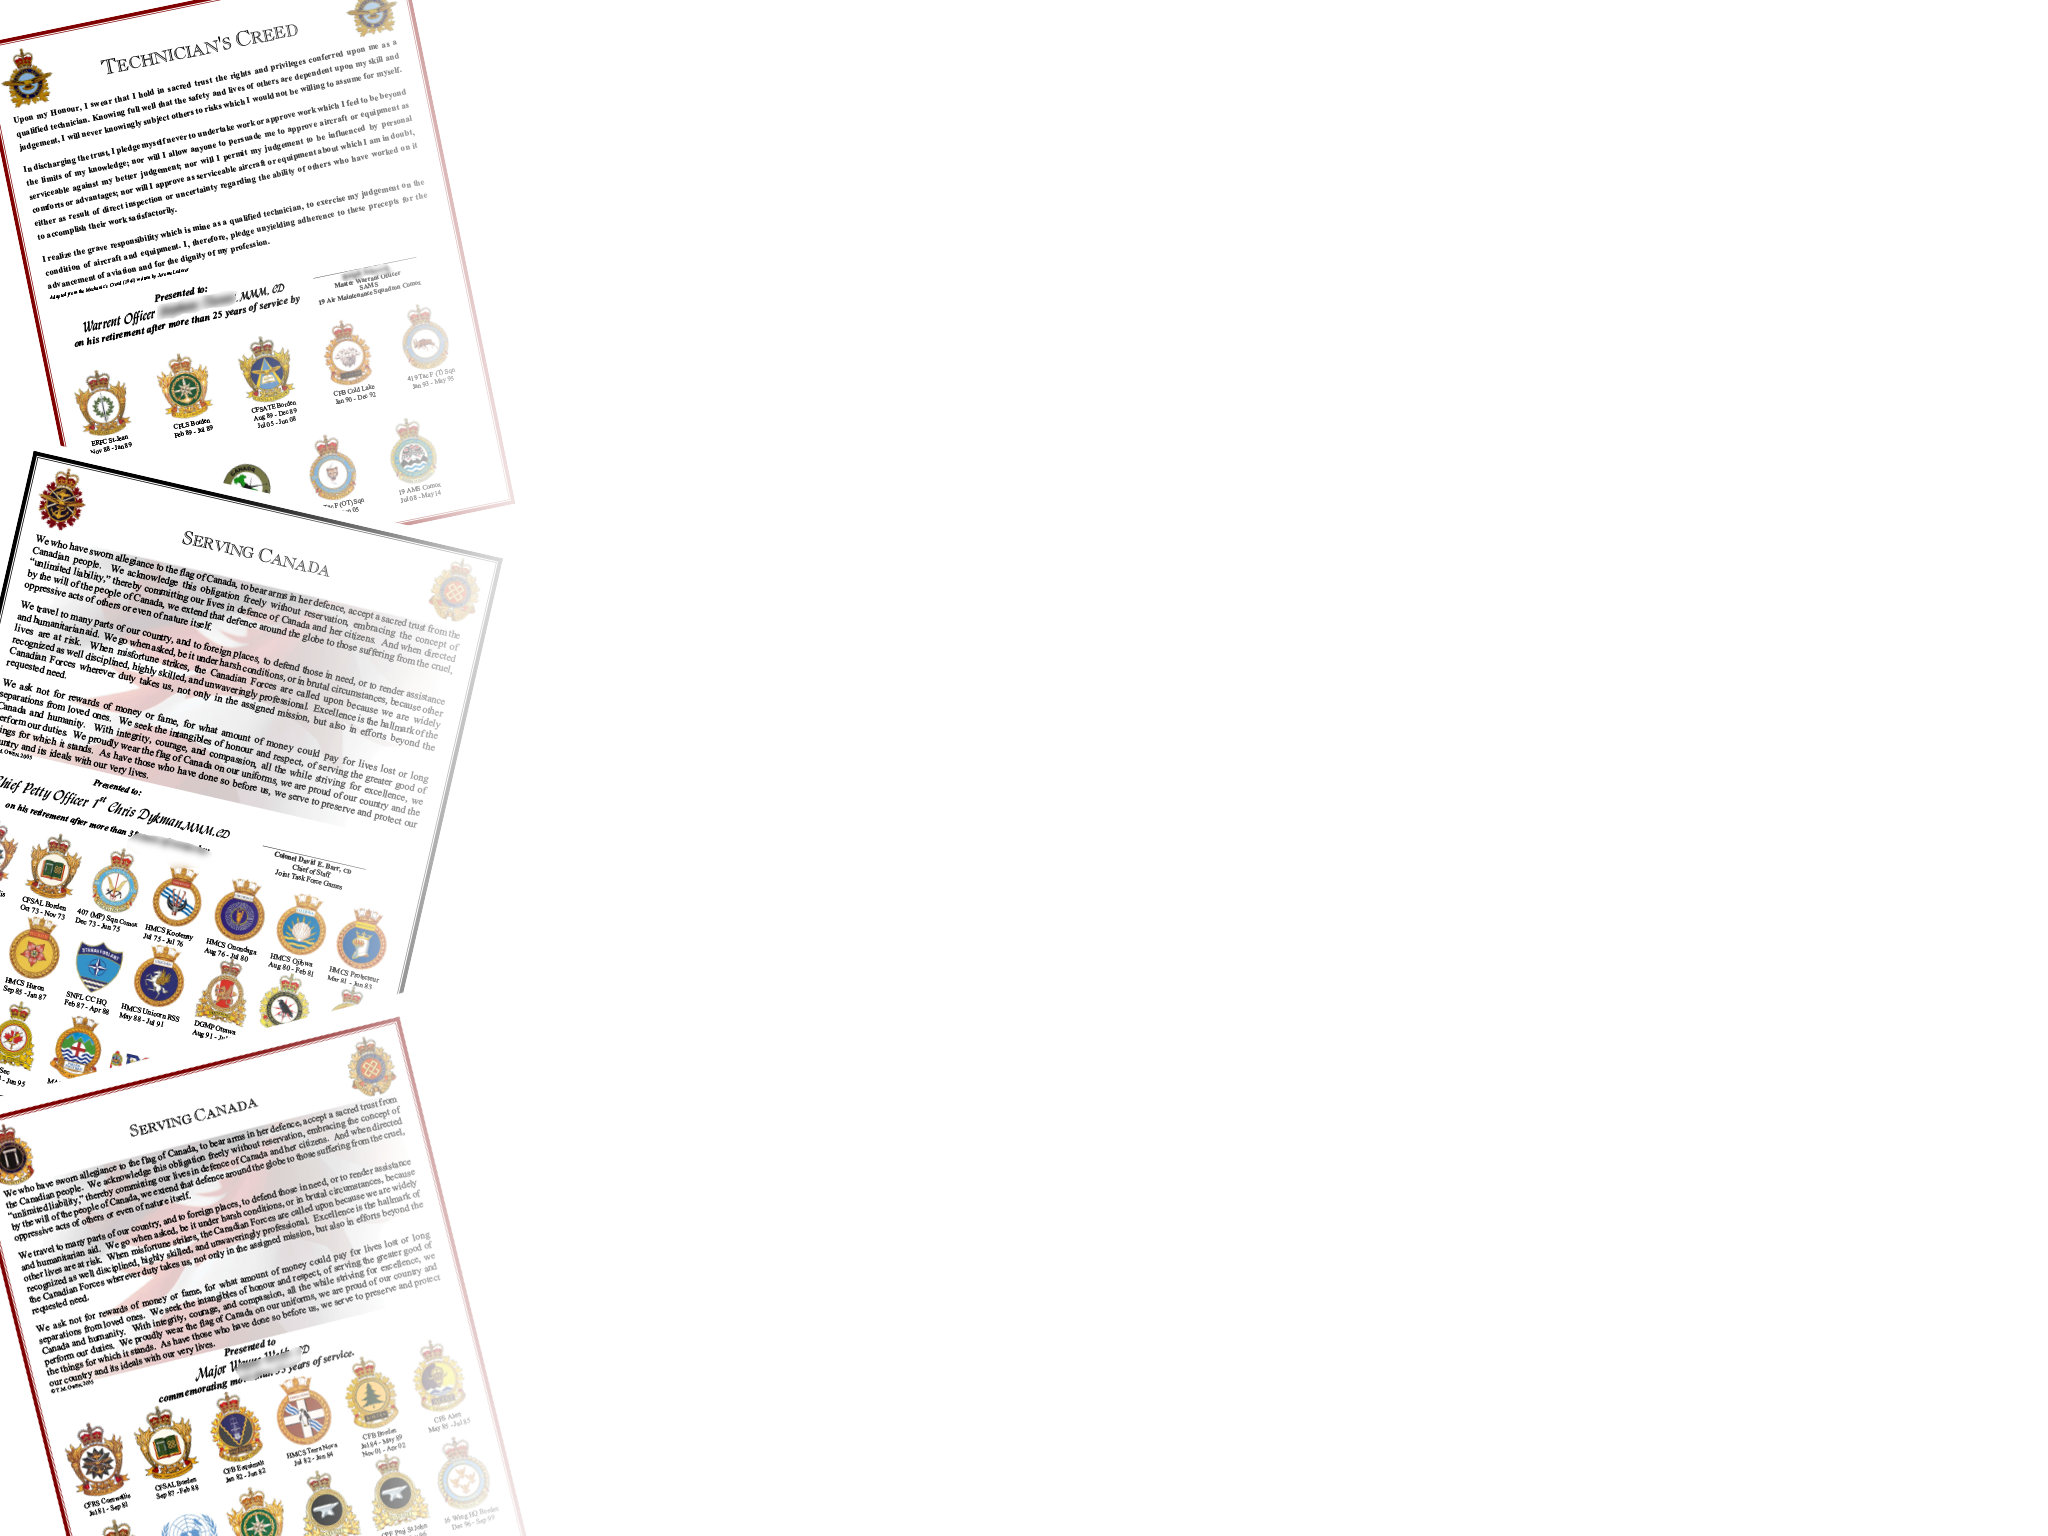 TECHNICIAN'S CREED
Upon my Honour, I swear that I hold in sacred trust the rights and privileges conferred upon me as a
qualified technician. Knowing full well that the safety and lives of others are dependent upon my skill and
judgement, I will never knowingly subject others to risks which I would not be willing to assume for myself.
In discharging the trust, I pledge myself never to undertake work or approve work which I feel to be beyond
the limits of my knowledge; nor will I allow anyone to persuade me to approve aircraft or equipment as
serviceable against my better judgement; nor will I permit my judgement to be influenced by personal
comforts or advantages; nor will I approve as serviceable aircraft or equipment about which I am in doubt,
either as result of direct inspection or uncertainty regarding the ability of others who have worked on it
to accomplish their work satisfactorily.
I realize the grave responsibility which is mine as a qualified technician, to exercise my judgement on the
condition of aircraft and equipment. I, therefore, pledge unyielding adherence to these precepts for the
advancement of aviation and for the dignity of my profession.
Adapted from the Mechanic's Creed (1941) written by Jerome Lederer
Master Warrant Officer
SAMS
19 Air Maintenance Squadron Comox
Presented to:
Warrent Officer MMM, CD
on his retirement after more than 25 years of service by
ERFC St-Jean
Nov 88 - Jan 89
CFLS Borden
Feb 89 - Jul 89
CFSATE Borden
Aug 89 - Dec 89
Jul 05 - Jun 08
CFB Cold Lake
Jan 90 - Dec 92
419 Tac F (T) Sqn
Jan 93 - May 95
CANADA
F (OT) Sqn
05
19 AMS Comox
Jul 08 - May 14
SERVING CANADA
We who have sworn allegiance to the flag of Canada, to bear arms in her defence, accept a sacred trust from the
Canadian people. We acknowledge this obligation freely without reservation, embracing the concept of
"unlimited liability," thereby committing our lives in defence of Canada and her citizens. And when directed
by the will of the people of Canada, we extend that defence around the globe to those suffering from the cruel,
oppressive acts of others or even of nature itself.
We travel to many parts of our country, and to foreign places, to defend those in need, or to render assistance
and humanitarian aid. We go when asked, be it under harsh conditions, or in brutal circumstances, because other
lives are at risk. When misfortune strikes, the Canadian Forces are called upon because we are widely
recognized as well disciplined, highly skilled, and unwaveringly professional. Excellence is the hallmark of the
Canadian Forces wherever duty takes us, not only in the assigned mission, but also in efforts beyond the
requested need.
We ask not for rewards of money or fame, for what amount of money could pay for lives lost or long
separations from loved ones. We seek the intangibles of honour and respect, of serving the greater good of
Canada and humanity. With integrity, courage, and compassion, all the while striving for excellence, we
erform our duties. We proudly wear the flag of Canada on our uniforms, we are proud of our country and the
ings for which it stands. As have those who have done so before us, we serve to preserve and protect our
untry and its ideals with our very lives.
M. Owens, 2005
Presented to:
Chief Petty Officer 1st Chris Dykman, MMM, CD
on his retirement after more than 3
Colonel David E. Barr, CD
Chief of Staff
Joint Task Force Games
CFSAL Borden
Oct 73 - Nov 73
407 (MP) Sqn Comox
Dec 73 - Jun 75
HMCS Kootenay
Jul 75 - Jul 76
HMCS Onondaga
Aug 76 - Jul 80
HMCS Ojibwa
Aug 80 - Feb 81
HMCS Protecteur
Mar 81 - Jun 83
HMCS Huron
Sep 85 - Jan 87
STANAVFORLANT
SNFL CC HQ
Feb 87 - Apr 88
HMCS Unicorn RSS
May 88 - Jul 91
DGMP Ottawa
Aug 91 - Ju
Sec
- Jun 95
SERVING CANADA
We who have sworn allegiance to the flag of Canada, to bear arms in her defence, accept a sacred trust from
the Canadian people. We acknowledge this obligation freely without reservation, embracing the concept of
"unlimited liability," thereby committing our lives in defence of Canada and her citizens. And when directed
by the will of the people of Canada, we extend that defence around the globe to those suffering from the cruel,
oppressive acts of others or even of nature itself.
We travel to many parts of our country, and to foreign places, to defend those in need, or to render assistance
and humanitarian aid. We go when asked, be it under harsh conditions, or in brutal circumstances, because
other lives are at risk. When misfortune strikes, the Canadian Forces are called upon because we are widely
recognized as well disciplined, highly skilled, and unwaveringly professional. Excellence is the hallmark of
the Canadian Forces wherever duty takes us, not only in the assigned mission, but also in efforts beyond the
requested need.
We ask not for rewards of money or fame, for what amount of money could pay for lives lost or long
separations from loved ones. We seek the intangibles of honour and respect, of serving the greater good of
Canada and humanity. With integrity, courage, and compassion, all the while striving for excellence, we
perform our duties. We proudly wear the flag of Canada on our uniforms, we are proud of our country and
the things for which it stands. As have those who have done so before us, we serve to preserve and protect
our country and its ideals with our very lives.
© T. M. Owens, 2005
Presented to
Major CD
commemorating years of service.
CFRS Cornwallis
Jul 81 - Sep 81
CFSAL Borden
Sep 87 - Feb 88
CFB Esquimalt
Jan 82 - Jun 82
HMCS Terra Nova
Jul 82 - Jun 84
CFB Borden
Jul 84 - May 89
Nov 01 - Apr 02
CFS Alert
May 85 - Jul 85
CPF Proj St John
16 Wing HQ Borden
Dec 96 - Sep 99